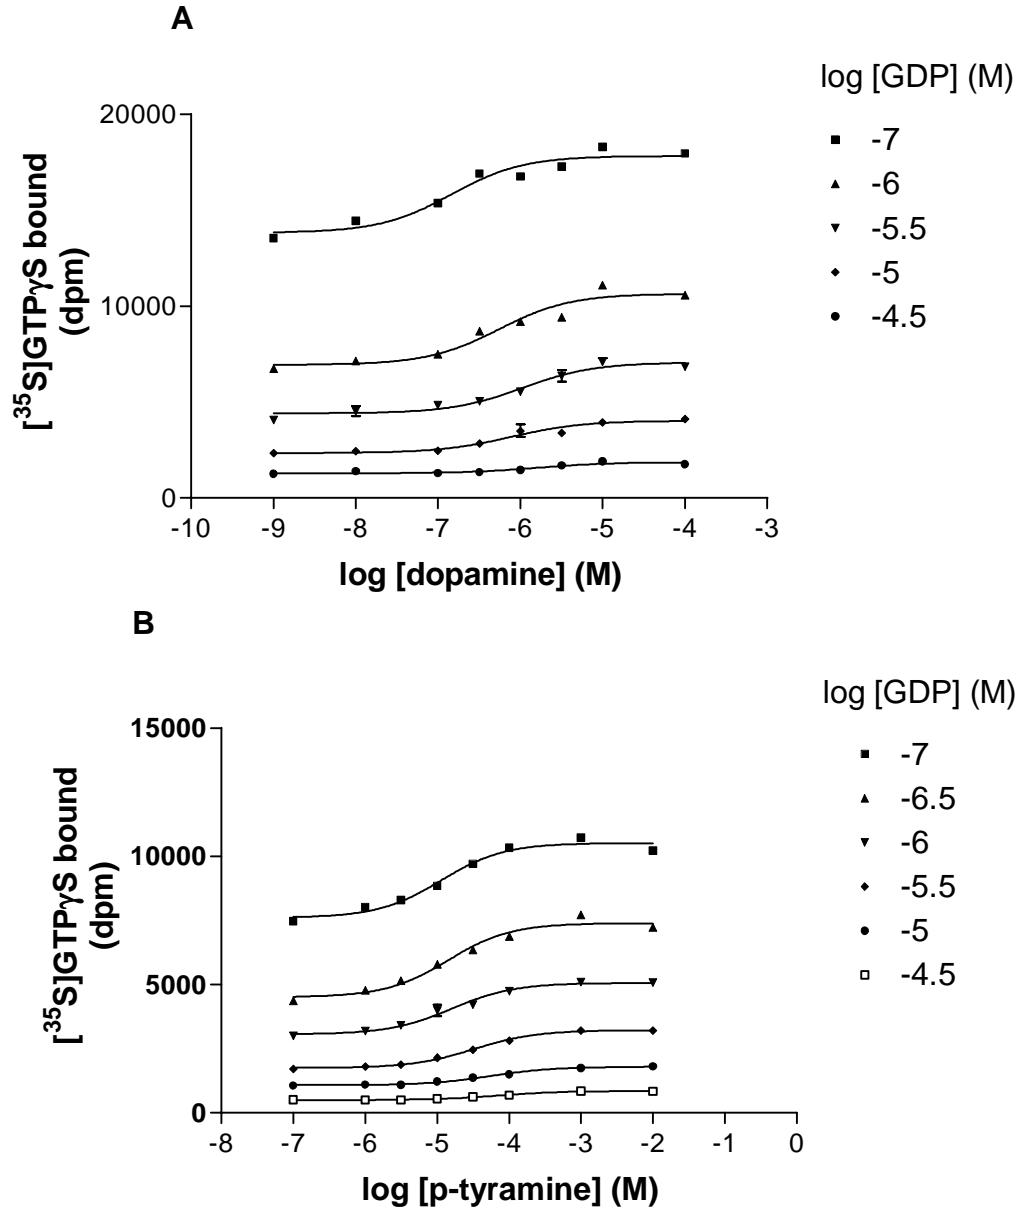 A
log [GDP] (M)
-7
-6
-5.5
-5
-4.5
[35S]GTPγS bound
(dpm)
20000
10000
0
-10 -9 -8 -7 -6 -5 -4 -3
log [dopamine] (M)
B
log [GDP] (M)
-7
-6.5
-6
-5.5
-5
-4.5
[35S]GTPγS bound
(dpm)
15000
10000
5000
0
-8 -7 -6 -5 -4 -3 -2 -1 0
log [p-tyramine] (M)